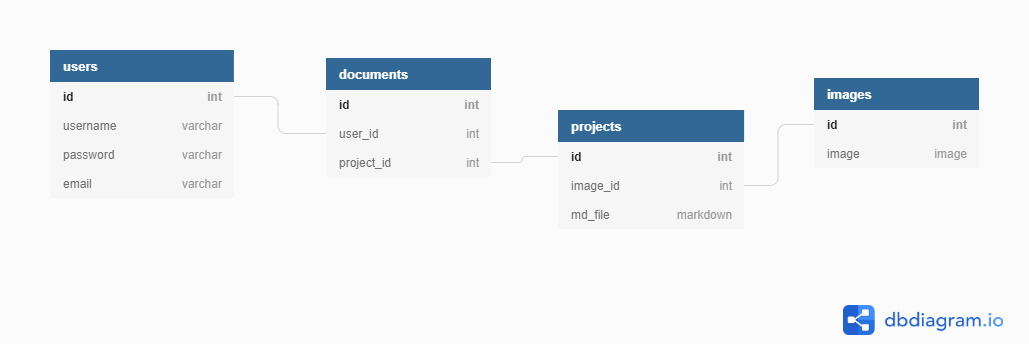 users
id int
username varchar
password varchar
email varchar
documents
id int
user_id int
project_id int
projects
id int
image_id int
md_file markdown
images
id int
image image
dbdiagram.io